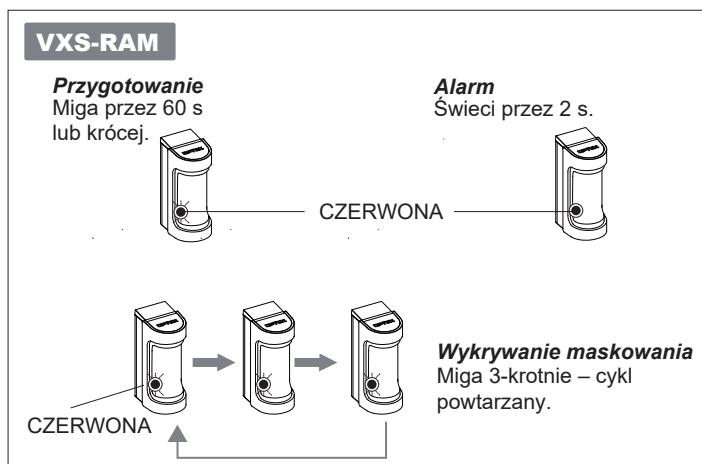 VXS-RAM
Przygotowanie
Miga przez 60 s
lub krócej.
Alarm
Świeci przez 2 s.
CZERWONA
Wykrywanie maskowania
Miga 3-krotnie – cykl
powtarzany.
CZERWONA